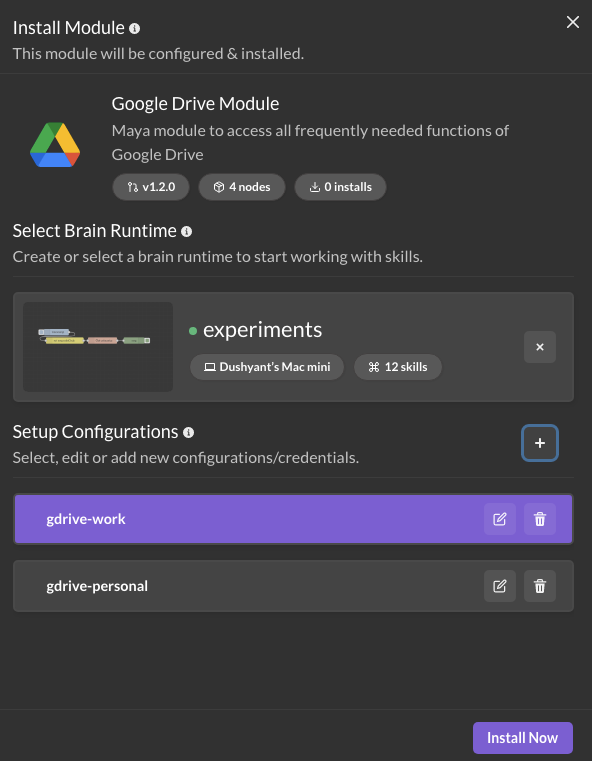 Install Module
This module will be configured & installed.
Google Drive Module
Maya module to access all frequently needed functions of
Google Drive
v1.2.0
4 nodes
0 installs
Select Brain Runtime
Create or select a brain runtime to start working with skills.
experiments
Dushyant's Mac mini
12 skills
Setup Configurations
Select, edit or add new configurations/credentials.
gdrive-work
gdrive-personal
Install Now